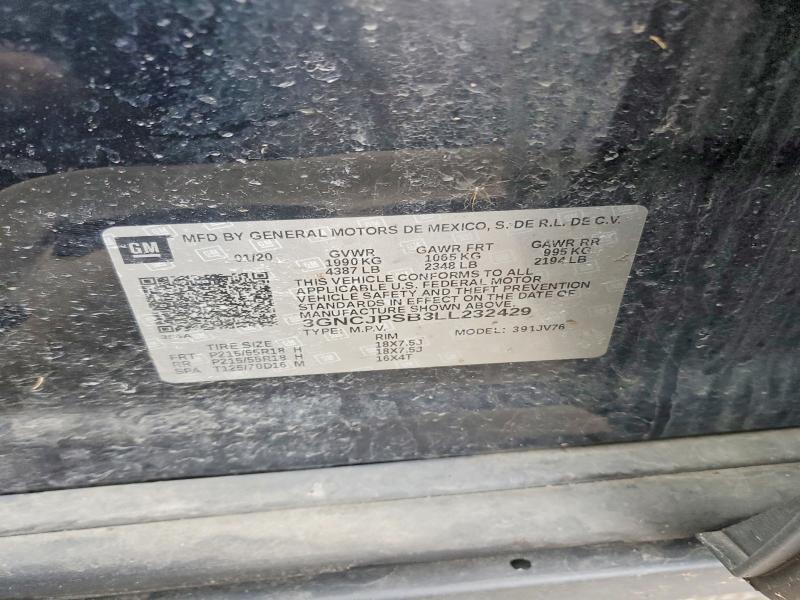 GM
MFD BY GENERAL MOTORS DE MEXICO, S. DE R.L. DE C.V.
01/20 GVWR GAWR FRT GAWR RR
1990 KG 1065 KG 995 KG
4387 LB 2348 LB 2194 LB
THIS VEHICLE CONFORMS TO ALL
APPLICABLE U.S. FEDERAL MOTOR
VEHICLE SAFETY AND THEFT PREVENTION
STANDARDS IN EFFECT ON THE DATE OF
MANUFACTURE SHOWN ABOVE.
3GNCJPSB3LL232429
TYPE: M.P.V. MODEL: 391JV76
TIRE SIZE RIM
FRT P215/55R18 H 18X7.5J
RR P215/55R18 H 18X7.5J
SPA T125/70D16 M 16X4T